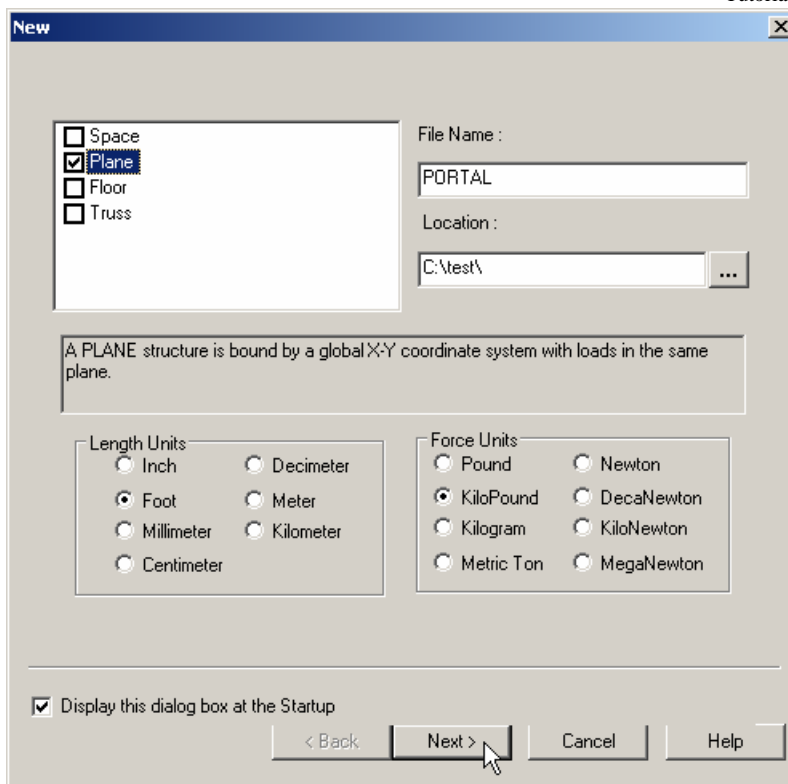 Tutoria
New
Space
Plane
Floor
Truss
File Name :
PORTAL
Location :
C:\test\
...
A PLANE structure is bound by a global X-Y coordinate system with loads in the same
plane.
Length Units
Inch
Decimeter
Foot
Meter
Millimeter
Kilometer
Centimeter
Force Units
Pound
Newton
KiloPound
DecaNewton
Kilogram
KiloNewton
Metric Ton
MegaNewton
Display this dialog box at the Startup
< Back
Next >
Cancel
Help